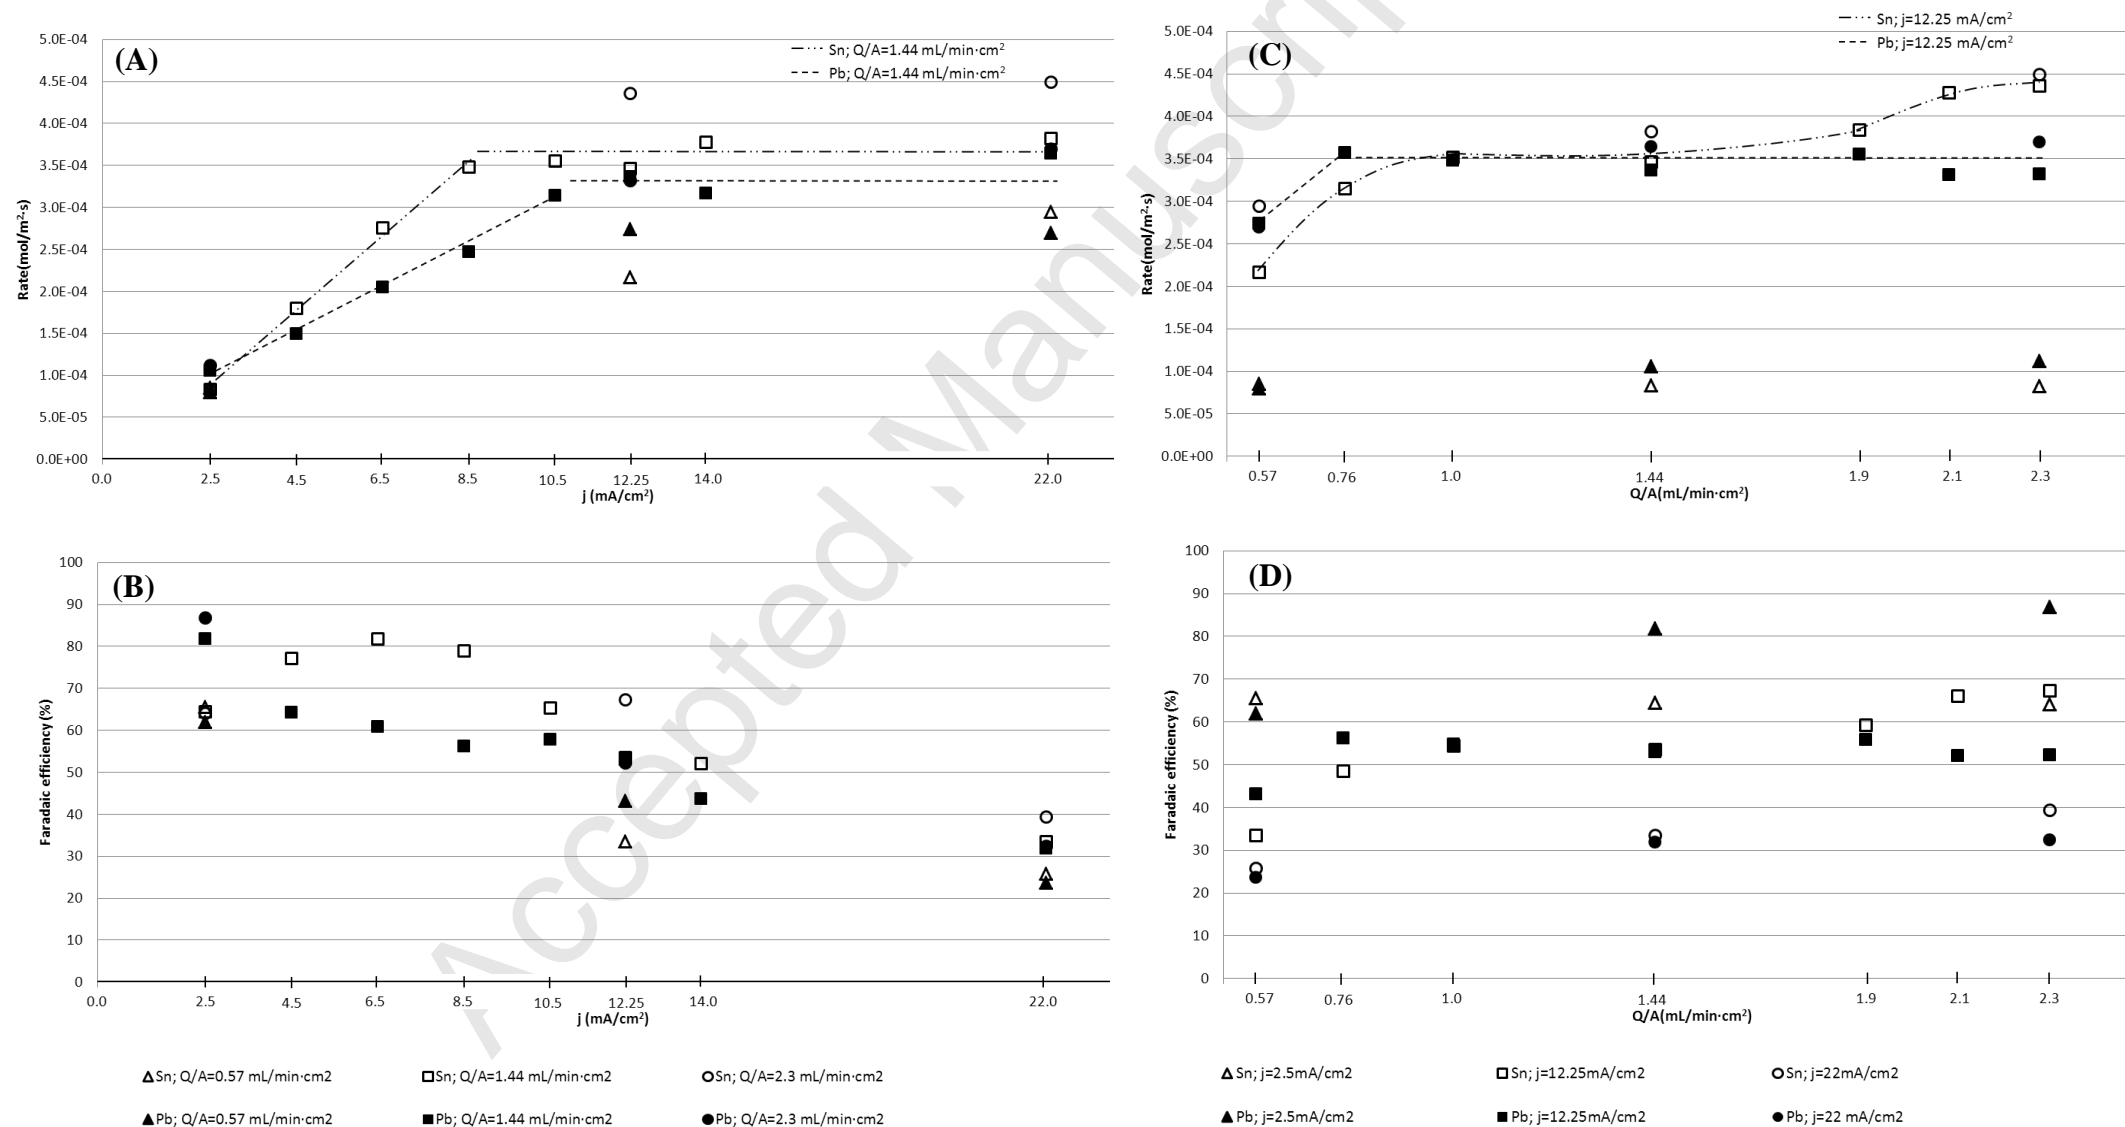 (A)
Sn; Q/A=1.44 mL/min·cm2
Pb; Q/A=1.44 mL/min·cm2
5.0E-04
4.5E-04
4.0E-04
3.5E-04
3.0E-04
2.5E-04
2.0E-04
1.5E-04
1.0E-04
5.0E-05
0.0E+00
Rate(mol/m2·s)
0.0 2.5 4.5 6.5 8.5 10.5 12.25 14.0 22.0
j (mA/cm2)
(B)
100
90
80
70
60
50
40
30
20
10
0
Faradaic efficiency (%)
0.0 2.5 4.5 6.5 8.5 10.5 12.25 14.0 22.0
j (mA/cm2)
Sn; Q/A=0.57 mL/min·cm2 Sn; Q/A=1.44 mL/min·cm2 Sn; Q/A=2.3 mL/min·cm2
Pb; Q/A=0.57 mL/min·cm2 Pb; Q/A=1.44 mL/min·cm2 Pb; Q/A=2.3 mL/min·cm2
(C)
Sn; j=12.25 mA/cm2
Pb; j=12.25 mA/cm2
5.0E-04
4.5E-04
4.0E-04
3.5E-04
3.0E-04
2.5E-04
2.0E-04
1.5E-04
1.0E-04
5.0E-05
0.0E+00
Rate(mol/m2·s)
0.57 0.76 1.0 1.44 1.9 2.1 2.3
Q/A(mL/min·cm2)
(D)
100
90
80
70
60
50
40
30
20
10
0
Faradaic efficiency (%)
0.57 0.76 1.0 1.44 1.9 2.1 2.3
Q/A(mL/min·cm2)
Sn; j=2.5mA/cm2 Sn; j=12.25mA/cm2 Sn; j=22mA/cm2
Pb; j=2.5mA/cm2 Pb; j=12.25mA/cm2 Pb; j=22 mA/cm2
Accepted Manuscrip